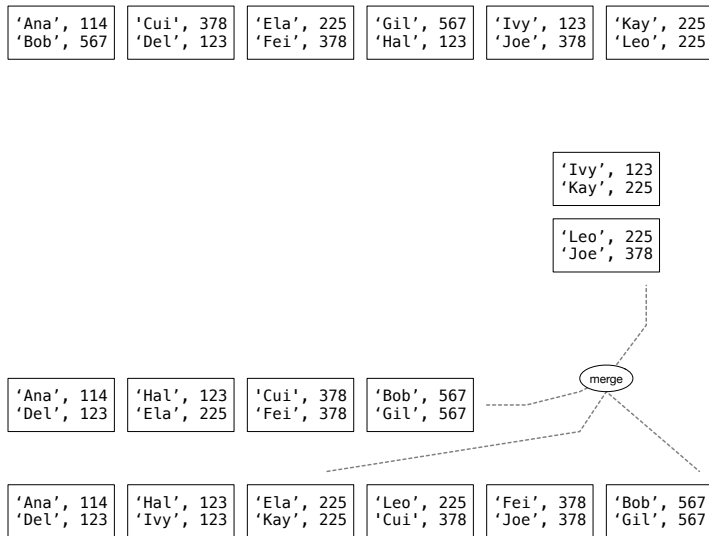 ‘Ana’, 114
‘Bob’, 567
'Cui', 378
‘Del’, 123
‘Ela’, 225
‘Fei’, 378
‘Gil’, 567
‘Hal’, 123
‘Ivy’, 123
‘Joe’, 378
‘Kay’, 225
‘Leo’, 225
‘Ivy’, 123
‘Kay’, 225
‘Leo’, 225
‘Joe’, 378
merge
‘Ana’, 114
‘Del’, 123
‘Hal’, 123
‘Ela’, 225
'Cui', 378
‘Fei’, 378
‘Bob’, 567
‘Gil’, 567
‘Ana’, 114
‘Del’, 123
‘Hal’, 123
‘Ivy’, 123
‘Ela’, 225
‘Kay’, 225
‘Leo’, 225
'Cui', 378
‘Fei’, 378
‘Joe’, 378
‘Bob’, 567
‘Gil’, 567